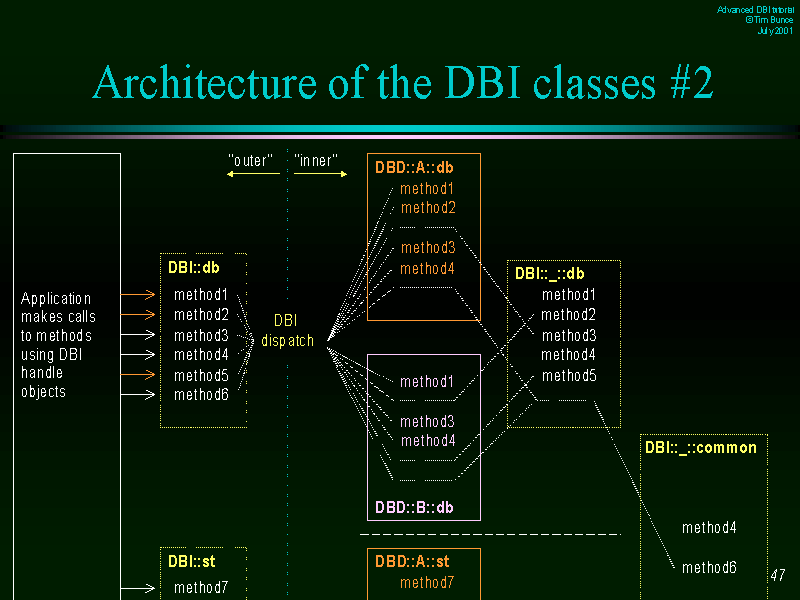 Advanced DBI tutorial
© Tim Bunce
July 2001
Architecture of the DBI classes #2
"outer"
"inner"
Application
makes calls
to methods
using DBI
handle
objects
DBI::db
method1
method2
method3
method4
method5
method6
DBI
dispatch
DBD::A::db
method1
method2
method3
method4
method1
method3
method4
DBD::B::db
DBI::_::db
method1
method2
method3
method4
method5
DBI::_::common
method4
method6
DBI::st
method7
DBD::A::st
method7
47